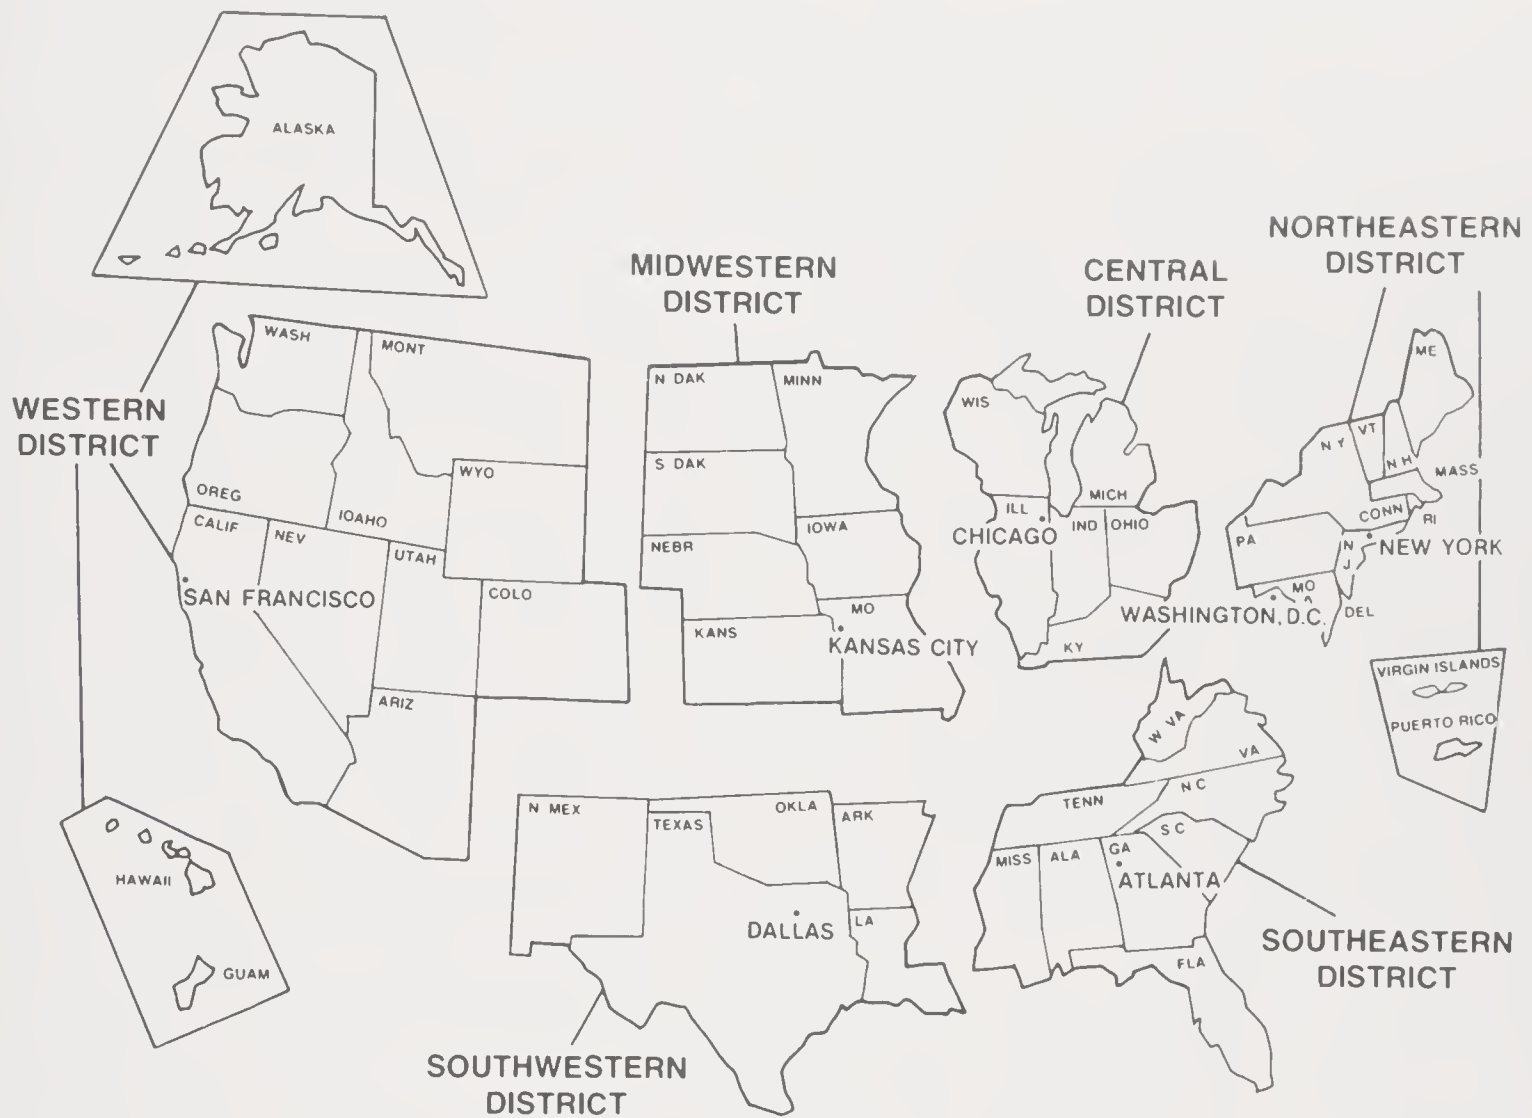 ALASKA
WESTERN
DISTRICT
WASH
MONT
OREG
IOAHO
WYO
CALIF
NEV
UTAH
COLO
SAN FRANCISCO
ARIZ
HAWAII
GUAM
MIDWESTERN
DISTRICT
N DAK
MINN
S DAK
IOWA
NEBR
MO
KANS
KANSAS CITY
CENTRAL
DISTRICT
WIS
MICH
ILL
IND
OHIO
CHICAGO
KY
NORTHEASTERN
DISTRICT
ME
VT
N Y
N H
MASS
CONN
RI
PA
N
J
NEW YORK
MO
WASHINGTON, D.C.
DEL
VIRGIN ISLANDS
PUERTO RICO
W VA
VA
TENN
N C
S C
MISS
ALA
GA
ATLANTA
FLA
SOUTHEASTERN
DISTRICT
N MEX
TEXAS
OKLA
ARK
LA
DALLAS
SOUTHWESTERN
DISTRICT